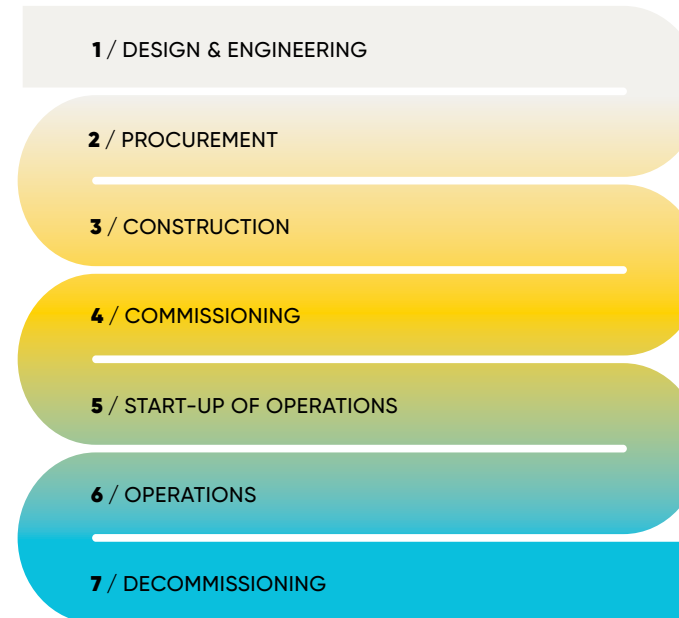 1 / DESIGN & ENGINEERING
2 / PROCUREMENT
3 / CONSTRUCTION
4 / COMMISSIONING
5 / START-UP OF OPERATIONS
6 / OPERATIONS
7 / DECOMMISSIONING